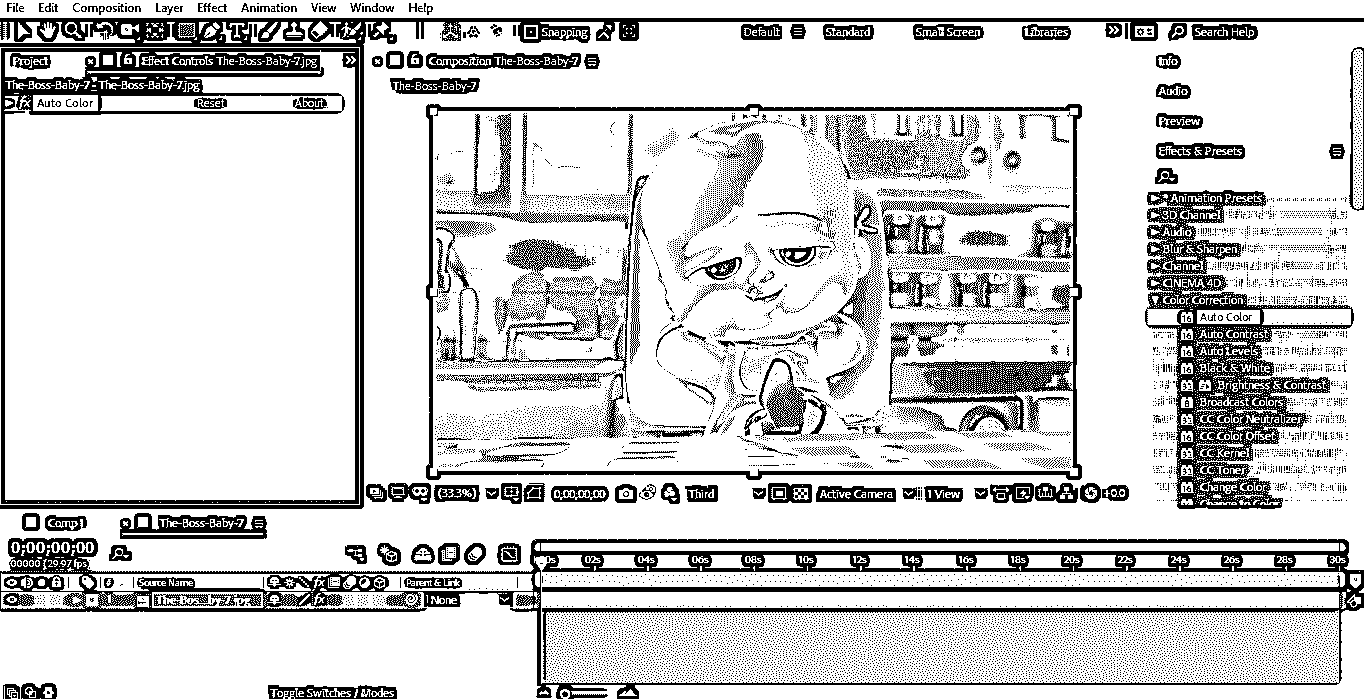 File Edit Composition Layer Effect Animation View Window Help
Snapping Default Standard Small Screen Libraries Search Help
Project Effect Controls The-Boss-Baby-7.jpg
The-Boss-Baby-7 - The-Boss-Baby-7.jpg
Auto Color Reset About..
Composition The-Boss-Baby-7
The-Boss-Baby-7
(33.3%) 0;00;00;00 Third Active Camera 1 View +0.0
Info
Audio
Preview
Effects & Presets
* Animation Presets
3D Channel
Audio
Blur & Sharpen
Channel
CINEMA 4D
Color Correction
Auto Color
Auto Contrast
Auto Levels
Black & White
Brightness & Contrast
Broadcast Colors
CC Color Neutralizer
CC Color Offset
CC Kernel
CC Toner
Change Color
Comp 1 The-Boss-Baby-7
0;00;00;00
00000 (29.97 fps)
02s 04s 06s 08s 10s 12s 14s 16s 18s 20s 22s 24s 26s 28s 30s
Source Name Parent & Link
The-Bos...by-7.jpg None
Toggle Switches / Modes